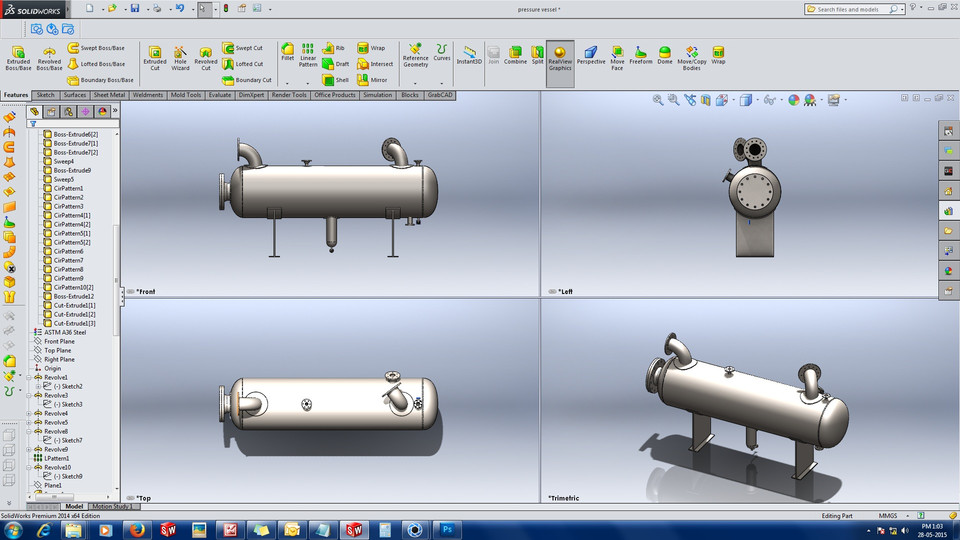 SOLIDWORKS
pressure vessel *
Search files and models
Extruded Boss/Base
Revolved Boss/Base
Swept Boss/Base
Lofted Boss/Base
Boundary Boss/Base
Extruded Cut
Hole Wizard
Revolved Cut
Swept Cut
Lofted Cut
Boundary Cut
Fillet
Linear Pattern
Rib
Draft
Shell
Wrap
Intersect
Mirror
Reference Geometry
Curves
Instant3D
Join
Combine
Split
RealView Graphics
Perspective
Move Face
Freeform
Dome
Move/Copy Bodies
Wrap
Features Sketch Surfaces Sheet Metal Weldments Mold Tools Evaluate DimXpert Render Tools Office Products Simulation Blocks GrabCAD
Boss-Extrude6[2]
Boss-Extrude7[1]
Boss-Extrude7[2]
Sweep4
Boss-Extrude9
Sweep5
CirPattern1
CirPattern2
CirPattern3
CirPattern4[1]
CirPattern4[2]
CirPattern5[1]
CirPattern5[2]
CirPattern6
CirPattern7
CirPattern8
CirPattern9
CirPattern10[2]
Boss-Extrude12
Cut-Extrude1[1]
Cut-Extrude1[2]
Cut-Extrude1[3]
ASTM A36 Steel
Front Plane
Top Plane
Right Plane
Origin
Revolve1
(-) Sketch2
Revolve3
(-) Sketch3
Revolve4
Revolve5
Revolve8
(-) Sketch7
Revolve9
LPattern1
Revolve10
(-) Sketch9
Plane1
*Front
*Left
*Top
*Trimetric
Model Motion Study 1
SolidWorks Premium 2014 x64 Edition
Editing Part
MMGS
PM 1:03
28-05-2015